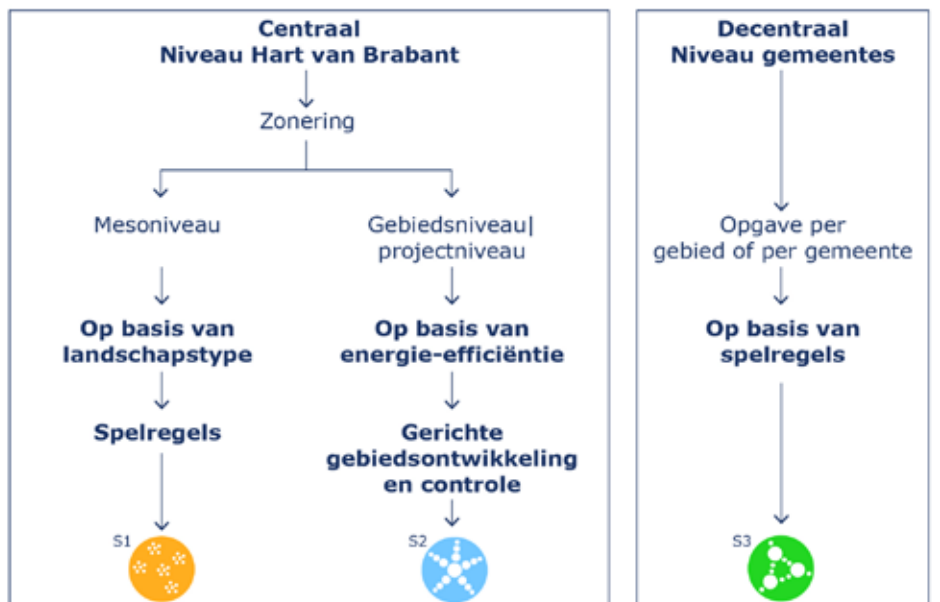 Centraal
Niveau Hart van Brabant
Zonering
Mesoniveau
Gebiedsniveau|
projectniveau
Op basis van
landschapstype
Op basis van
energie-efficiëntie
Spelregels
Gerichte
gebiedsontwikkeling
en controle
S1
S2
Decentraal
Niveau gemeentes
Opgave per
gebied of per gemeente
Op basis van
spelregels
S3